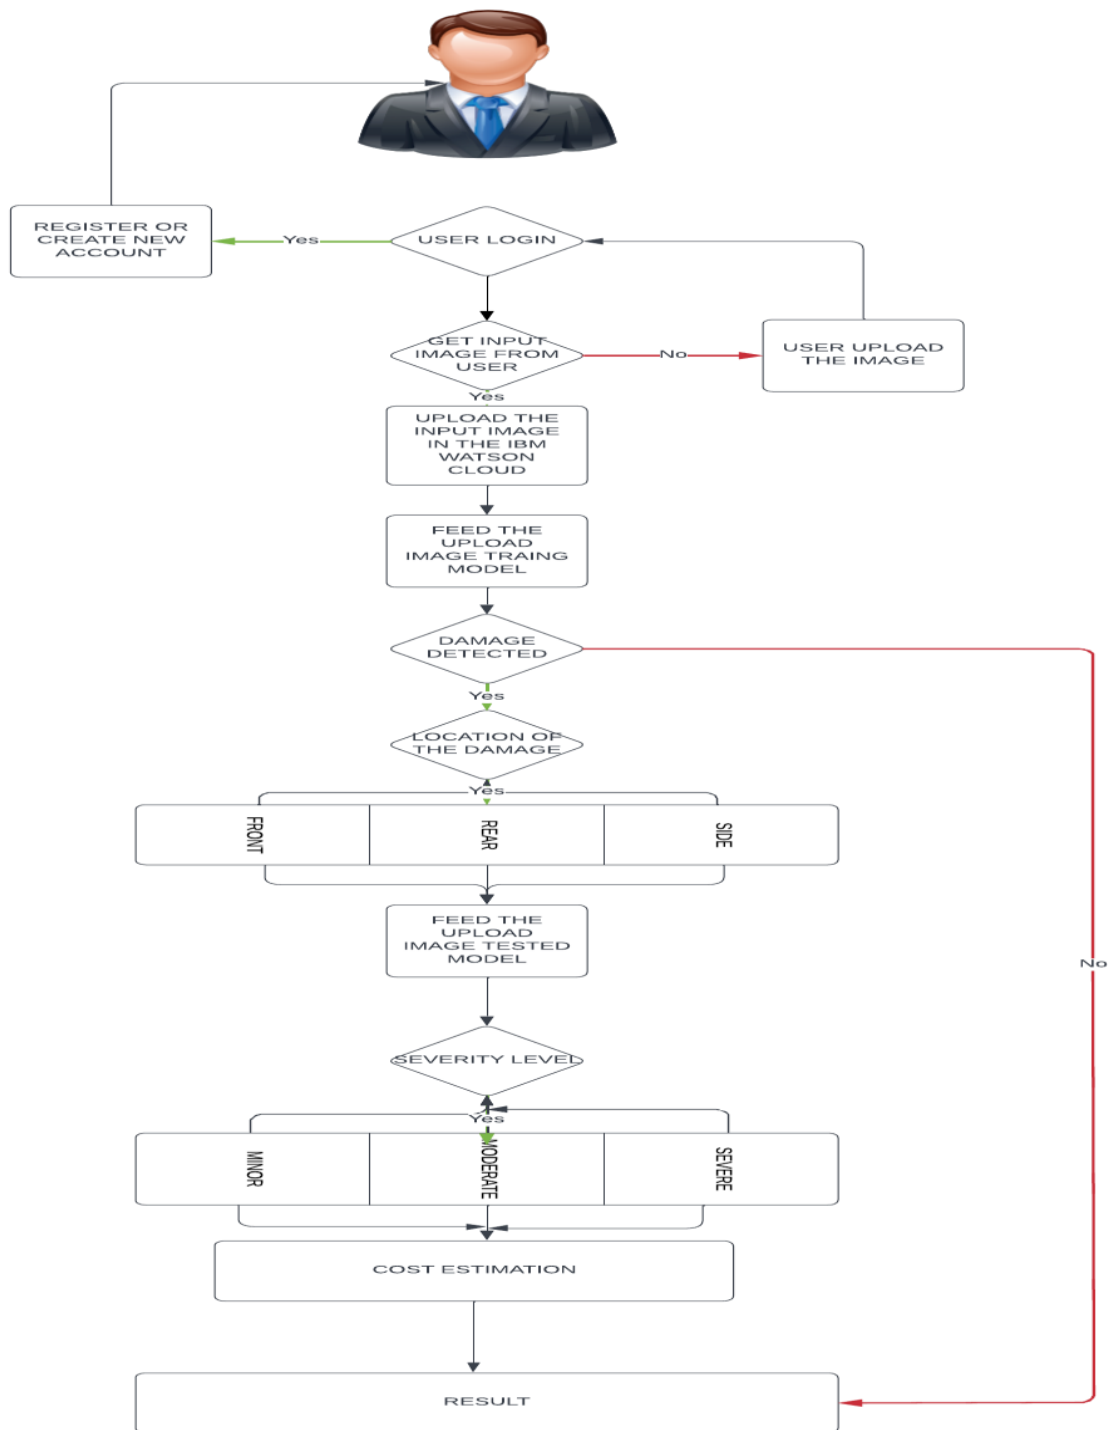 REGISTER OR
CREATE NEW
ACCOUNT
Yes
USER LOGIN
GET INPUT
IMAGE FROM
USER
No
USER UPLOAD
THE IMAGE
Yes
UPLOAD THE
INPUT IMAGE
IN THE IBM
WATSON
CLOUD
FEED THE
UPLOAD
IMAGE TRAING
MODEL
DAMAGE
DETECTED
Yes
LOCATION OF
THE DAMAGE
Yes
FRONT
REAR
SIDE
FEED THE
UPLOAD
IMAGE TESTED
MODEL
No
SEVERITY LEVEL
Yes
MINOR
MODERATE
SEVERE
COST ESTIMATION
RESULT